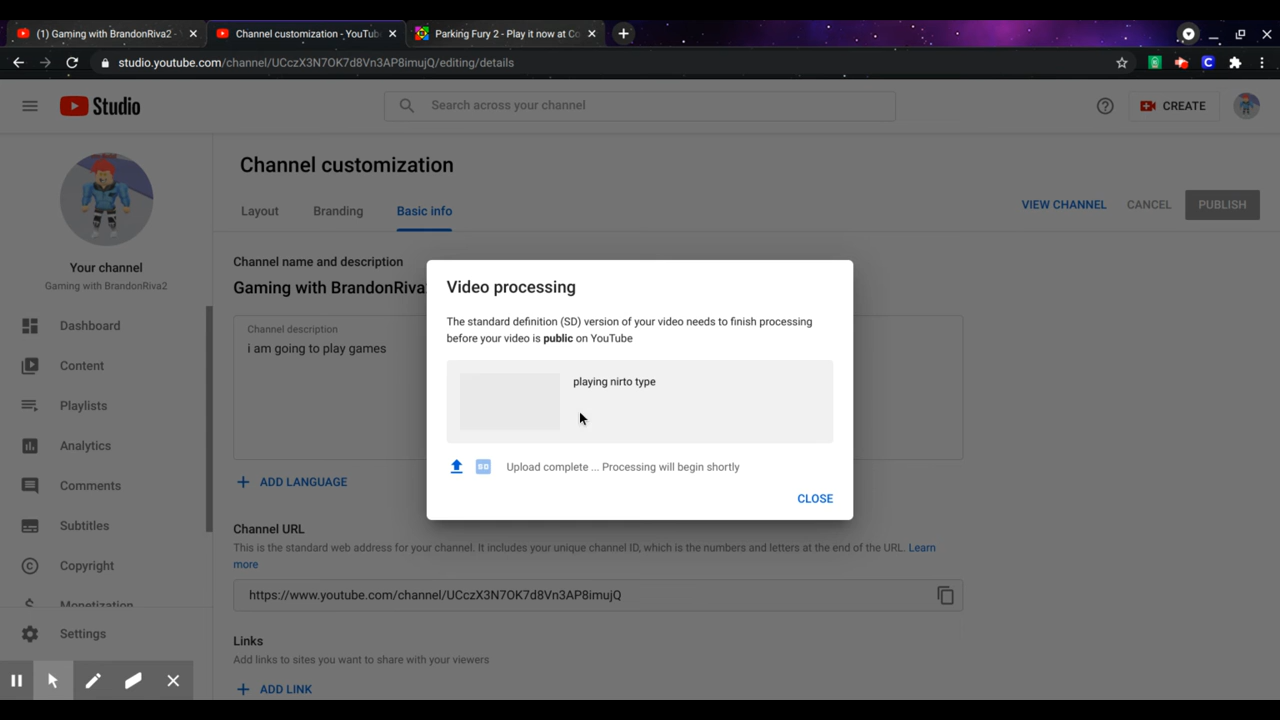 (1) Gaming with BrandonRiva2 -
Channel customization - YouTub
Parking Fury 2 - Play it now at Co
studio.youtube.com/channel/UCczX3N7OK7d8Vn3AP8imujQ/editing/details
Studio
Search across your channel
CREATE
Channel customization
Layout
Branding
Basic info
VIEW CHANNEL
CANCEL
PUBLISH
Your channel
Gaming with BrandonRiva2
Dashboard
Content
Playlists
Analytics
Comments
Subtitles
Copyright
Monetization
Settings
Channel name and description
Gaming with BrandonRiva
Channel description
i am going to play games
ADD LANGUAGE
Video processing
The standard definition (SD) version of your video needs to finish processing
before your video is public on YouTube
playing nirto type
SD
Upload complete ... Processing will begin shortly
CLOSE
Channel URL
This is the standard web address for your channel. It includes your unique channel ID, which is the numbers and letters at the end of the URL. Learn
more
https://www.youtube.com/channel/UCczX3N7OK7d8Vn3AP8imujQ
Links
Add links to sites you want to share with your viewers
ADD LINK